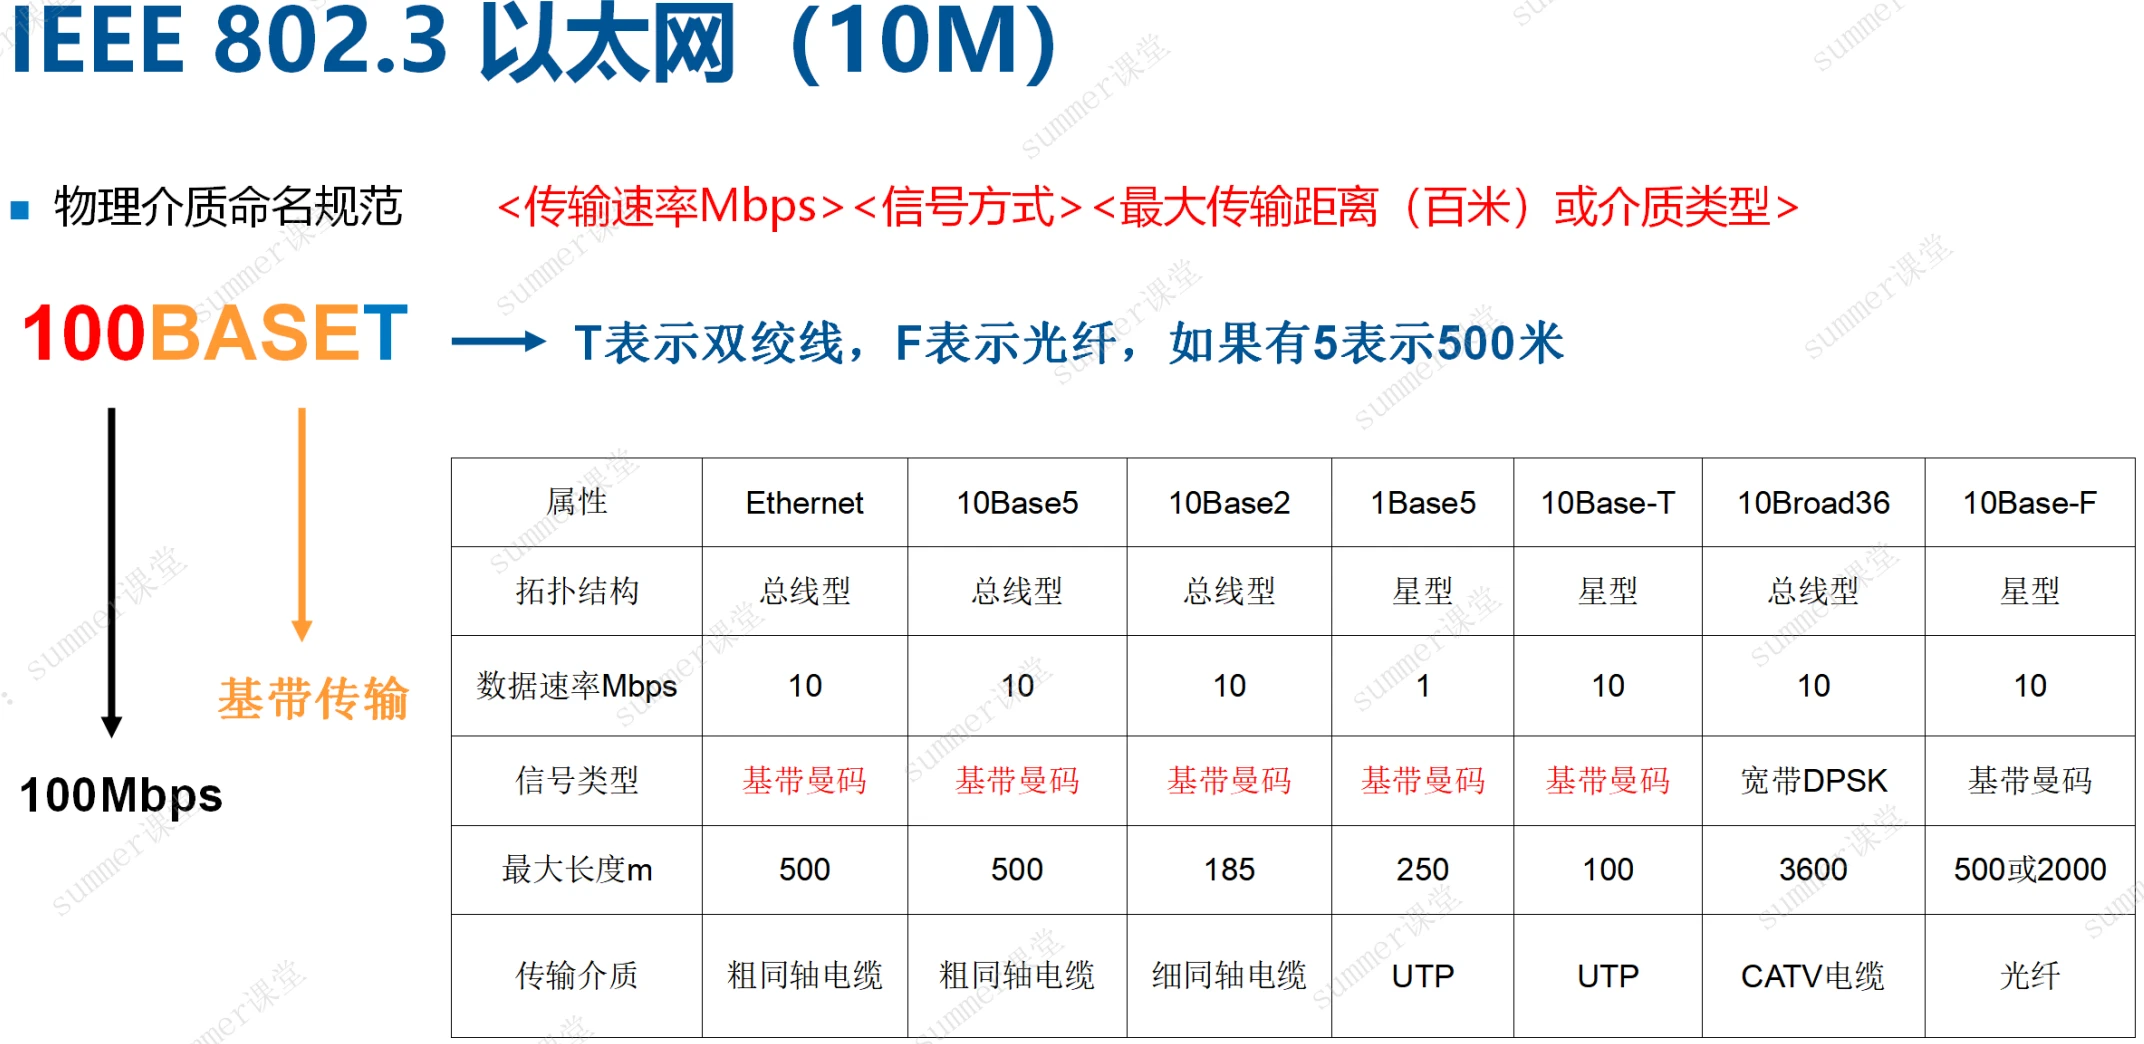 IEEE 802.3 以太网（10M）
物理介质命名规范 <传输速率Mbps><信号方式><最大传输距离（百米）或介质类型>
100BASET T表示双绞线，F表示光纤，如果有5表示500米
基带传输
100Mbps
属性 Ethernet 10Base5 10Base2 1Base5 10Base-T 10Broad36 10Base-F
拓扑结构 总线型 总线型 总线型 星型 星型 总线型 星型
数据速率Mbps 10 10 10 1 10 10 10
信号类型 基带曼码 基带曼码 基带曼码 基带曼码 基带曼码 宽带DPSK 基带曼码
最大长度m 500 500 185 250 100 3600 500或2000
传输介质 粗同轴电缆 粗同轴电缆 细同轴电缆 UTP UTP CATV电缆 光纤
summer课堂